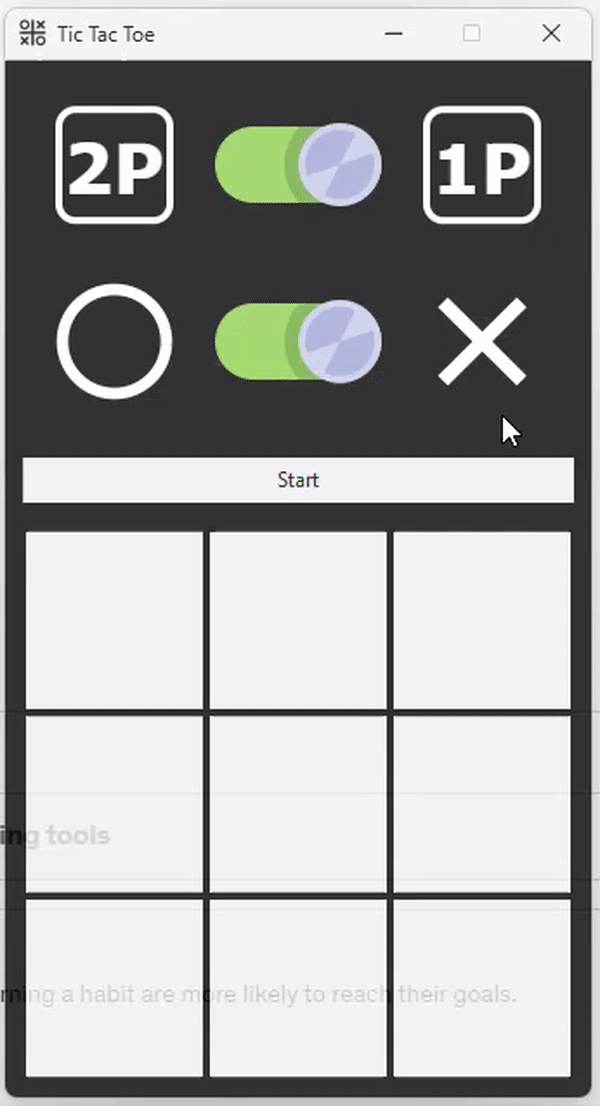 Tic Tac Toe
2P 1P
Start
ing tools
rning a habit are more likely to reach their goals.